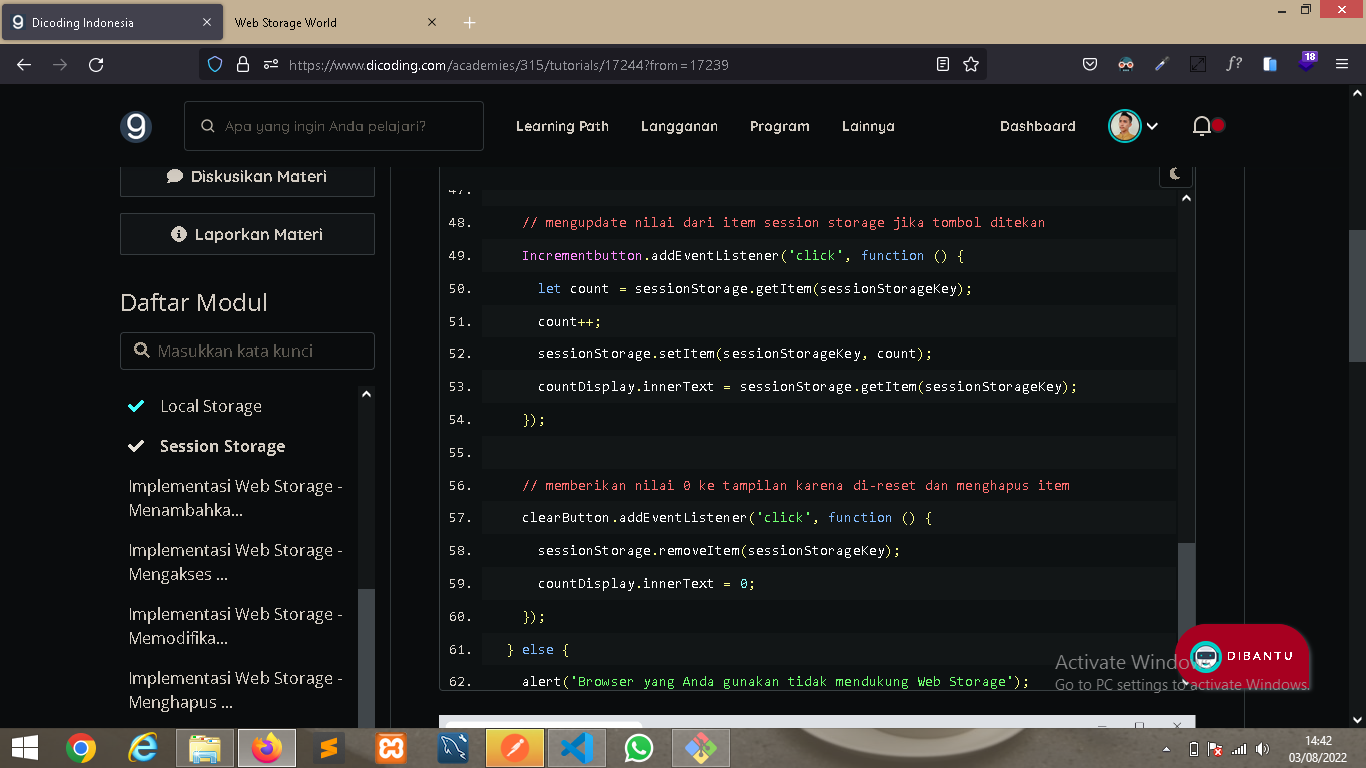 Dicoding Indonesia
Web Storage World
https://www.dicoding.com/academies/315/tutorials/17244?from=17239
18
Apa yang ingin Anda pelajari?
Learning Path
Langganan
Program
Lainnya
Dashboard
Diskusikan Materi
Laporkan Materi
Daftar Modul
Masukkan kata kunci
Local Storage
Session Storage
Implementasi Web Storage -
Menambahka...
Implementasi Web Storage -
Mengakses ...
Implementasi Web Storage -
Memodifika...
Implementasi Web Storage -
Menghapus ...
47.
48. // mengupdate nilai dari item session storage jika tombol ditekan
49. Incrementbutton.addEventListener('click', function () {
50. let count = sessionStorage.getItem(sessionStorageKey);
51. count++;
52. sessionStorage.setItem(sessionStorageKey, count);
53. countDisplay.innerText = sessionStorage.getItem(sessionStorageKey);
54. });
55.
56. // memberikan nilai 0 ke tampilan karena di-reset dan menghapus item
57. clearButton.addEventListener('click', function () {
58. sessionStorage.removeItem(sessionStorageKey);
59. countDisplay.innerText = 0;
60. });
61. } else {
62. alert('Browser yang Anda gunakan tidak mendukung Web Storage');
DIBANTU
Activate Windows
Go to PC settings to activate Windows.
14:42
03/08/2022